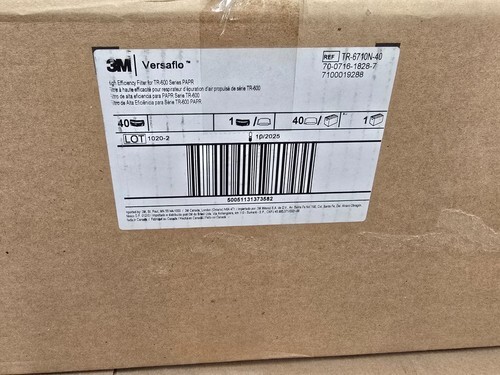 3M Versaflo™
REF TR-6710N-40
70-0716-1828-7
7100019288
High Efficiency Filter for TR-600 Series PAPR
Filtre à haute efficacité pour respirateur d'épuration d'air propulsé de série TR-600
Filtro de alta eficiencia para PAPR Serie TR-600
Filtro de Alta Eficiência para Série TR-600 PAPR
40 1 40 1
LOT 1020-2 10/2025
50051131373582